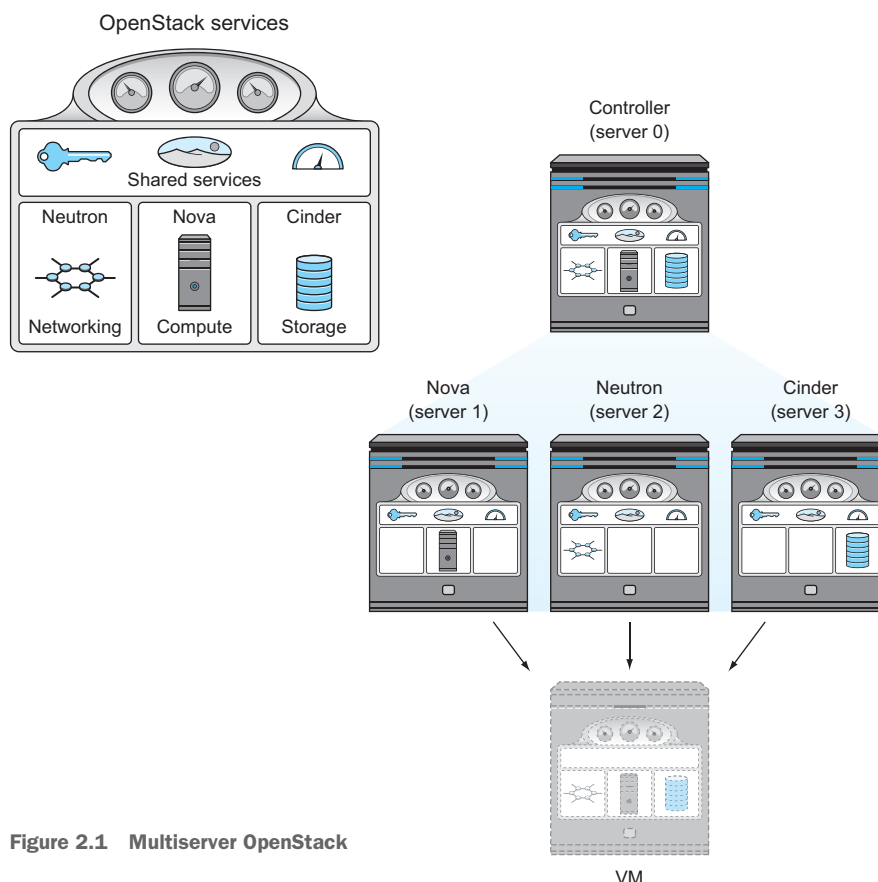 OpenStack services
Shared services
Neutron
Nova
Cinder
Networking
Compute
Storage
Controller
(server 0)
Nova
(server 1)
Neutron
(server 2)
Cinder
(server 3)
VM
Figure 2.1 Multiserver OpenStack